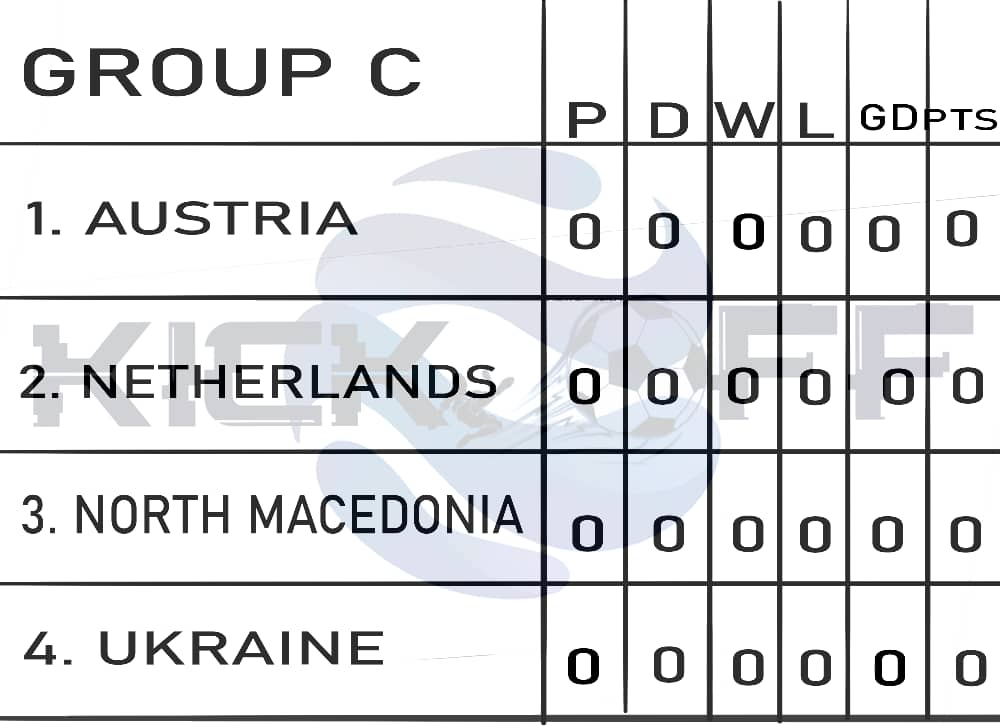 GROUP C P D W L GD PTS
1. AUSTRIA 0 0 0 0 0 0
KICK OFF
2. NETHERLANDS 0 0 0 0 0 0
3. NORTH MACEDONIA 0 0 0 0 0 0
4. UKRAINE 0 0 0 0 0 0